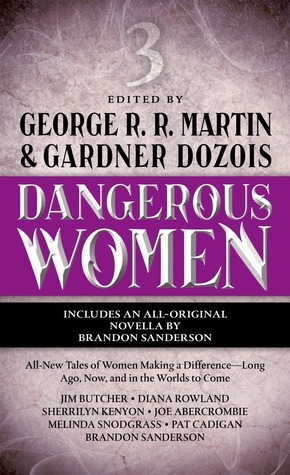 3
EDITED BY
GEORGE R. R. MARTIN
& GARDNER DOZOIS
DANGEROUS
WOMEN
INCLUDES AN ALL-ORIGINAL
NOVELLA BY
BRANDON SANDERSON
All-New Tales of Women Making a Difference—Long
Ago, Now, and in the Worlds to Come
JIM BUTCHER • DIANA ROWLAND
SHERRILYN KENYON • JOE ABERCROMBIE
MELINDA SNODGRASS • PAT CADIGAN
BRANDON SANDERSON